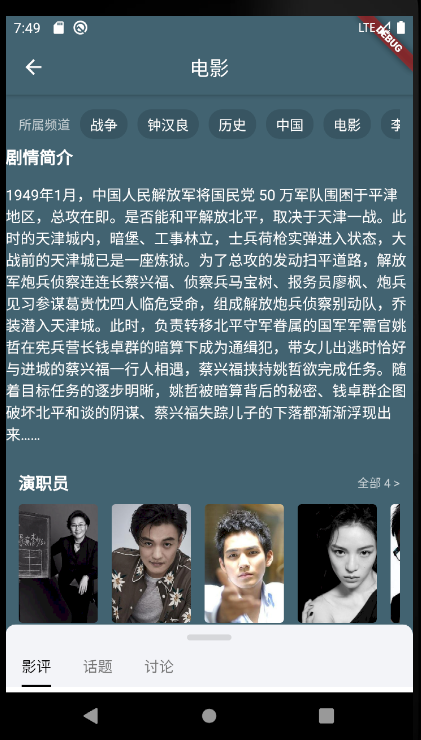 7:49
LTE
DEBUG
电影
所属频道 战争 钟汉良 历史 中国 电影 李
剧情简介
1949年1月，中国人民解放军将国民党 50 万军队围困于平津
地区，总攻在即。是否能和平解放北平，取决于天津一战。此
时的天津城内，暗堡、工事林立，士兵荷枪实弹进入状态，大
战前的天津城已是一座炼狱。为了总攻的发动扫平道路，解放
军炮兵侦察连连长蔡兴福、侦察兵马宝树、报务员廖枫、炮兵
见习参谋葛贵忱四人临危受命，组成解放炮兵侦察别动队，乔
装潜入天津城。此时，负责转移北平守军眷属的国军军需官姚
哲在宪兵营长钱卓群的暗算下成为通缉犯，带女儿出逃时恰好
与进城的蔡兴福一行人相遇，蔡兴福挟持姚哲欲完成任务。随
着目标任务的逐步明晰，姚哲被暗算背后的秘密、钱卓群企图
破坏北平和谈的阴谋、蔡兴福失踪儿子的下落都渐渐浮现出
来……
演职员 全部 4 >
影评 话题 讨论